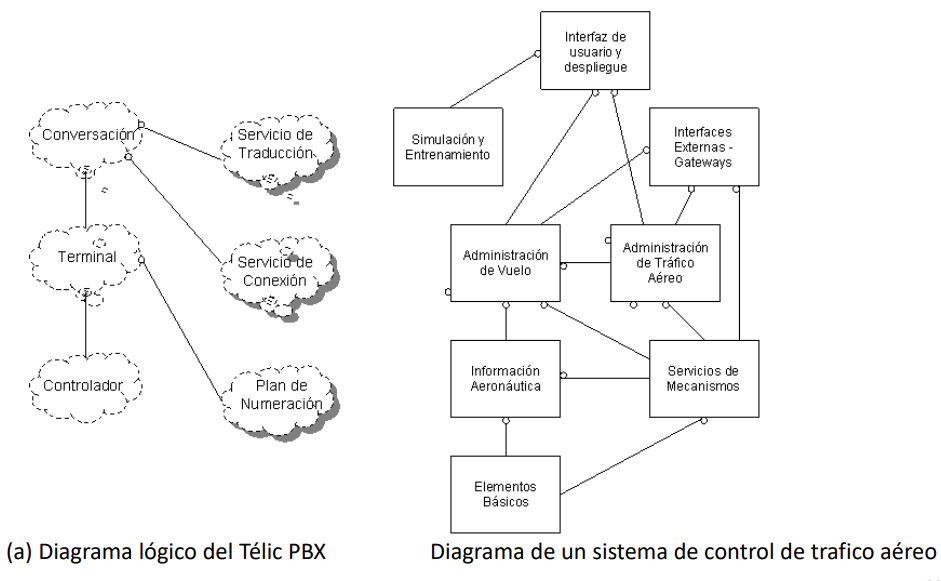 Conversación
Servicio de
Traducción
Terminal
Servicio de
Conexión
Controlador
Plan de
Numeración
(a) Diagrama lógico del Télic PBX
Interfaz de
usuario y
despliegue
Simulación y
Entrenamiento
Interfaces
Externas -
Gateways
Administración
de Vuelo
Administración
de Tráfico
Aéreo
Información
Aeronáutica
Servicios de
Mecanismos
Elementos
Básicos
Diagrama de un sistema de control de trafico aéreo